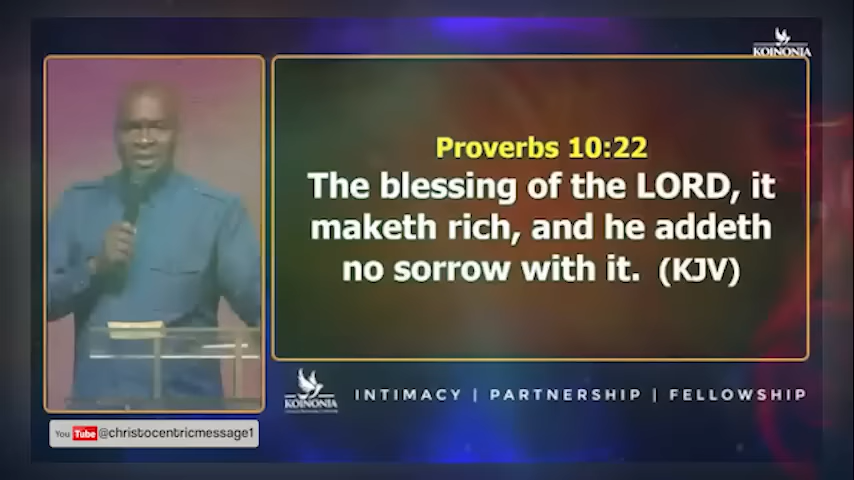 KOINONIA
Proverbs 10:22
The blessing of the LORD, it
maketh rich, and he addeth
no sorrow with it. (KJV)
KOINONIA
INTIMACY | PARTNERSHIP | FELLOWSHIP
You Tube @christocentricmessage1